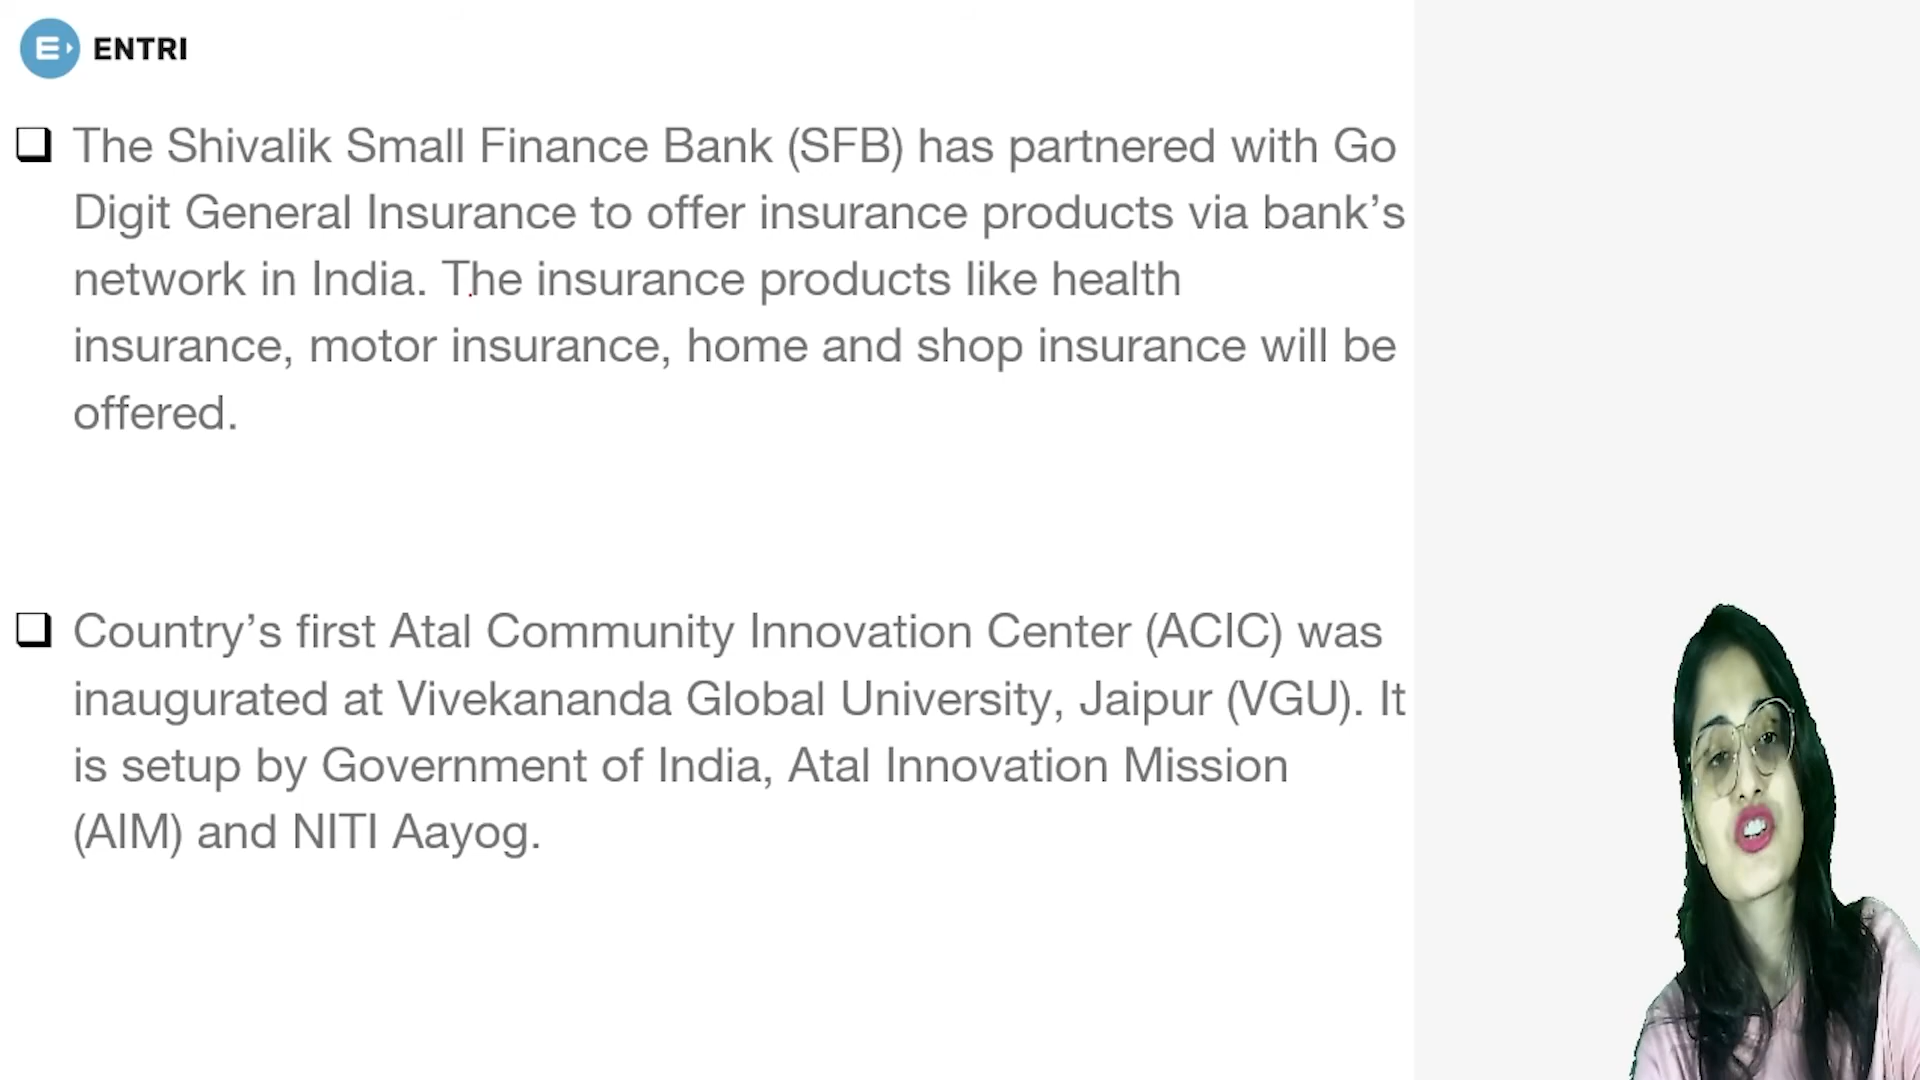 ENTRI
The Shivalik Small Finance Bank (SFB) has partnered with Go
Digit General Insurance to offer insurance products via bank’s
network in India. The insurance products like health
insurance, motor insurance, home and shop insurance will be
offered.
Country’s first Atal Community Innovation Center (ACIC) was
inaugurated at Vivekananda Global University, Jaipur (VGU). It
is setup by Government of India, Atal Innovation Mission
(AIM) and NITI Aayog.